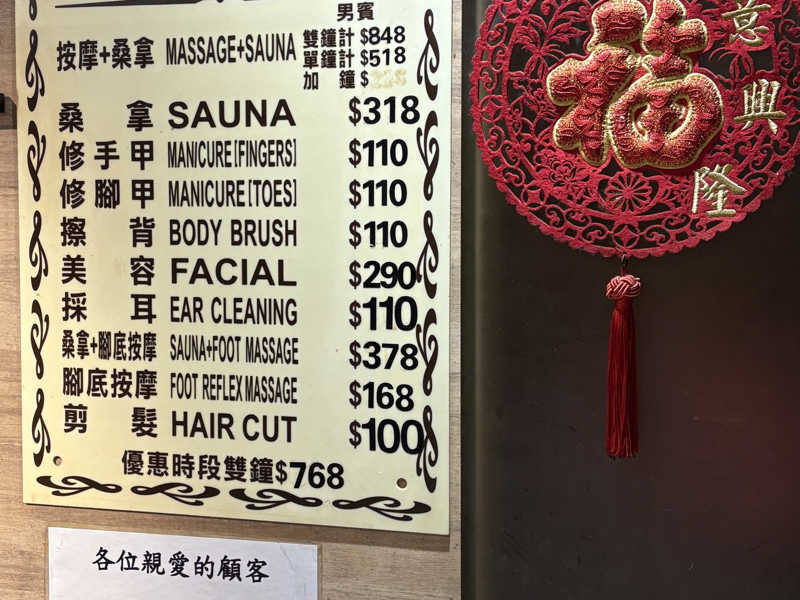 男賓
按摩+桑拿 MASSAGE+SAUNA 雙鐘計 $848
單鐘計 $518
加 鐘 $
桑拿 SAUNA $318
修手甲 MANICURE[FINGERS] $110
修腳甲 MANICURE[TOES] $110
擦背 BODY BRUSH $110
美容 FACIAL $290
採耳 EAR CLEANING $110
桑拿+腳底按摩 SAUNA+FOOT MASSAGE $378
腳底按摩 FOOT REFLEX MASSAGE $168
剪髮 HAIR CUT $100
優惠時段雙鐘$768
各位親愛的顧客
福
意
興
隆